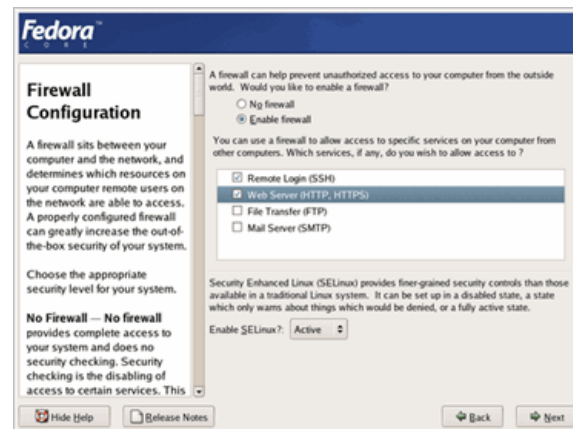 Fedora™
CORE
Firewall
Configuration
A firewall sits between your
computer and the network, and
determines which resources on
your computer remote users on
the network are able to access.
A properly configured firewall
can greatly increase the out-of-
the-box security of your system.
Choose the appropriate
security level for your system.
No Firewall — No firewall
provides complete access to
your system and does no
security checking. Security
checking is the disabling of
access to certain services. This
A firewall can help prevent unauthorized access to your computer from the outside
world. Would you like to enable a firewall?
No firewall
Enable firewall
You can use a firewall to allow access to specific services on your computer from
other computers. Which services, if any, do you wish to allow access to ?
Remote Login (SSH)
Web Server (HTTP, HTTPS)
File Transfer (FTP)
Mail Server (SMTP)
Security Enhanced Linux (SELinux) provides finer-grained security controls than those
available in a traditional Linux system. It can be set up in a disabled state, a state
which only warns about things which would be denied, or a fully active state.
Enable SELinux?: Active
Hide Help
Release Notes
Back
Next